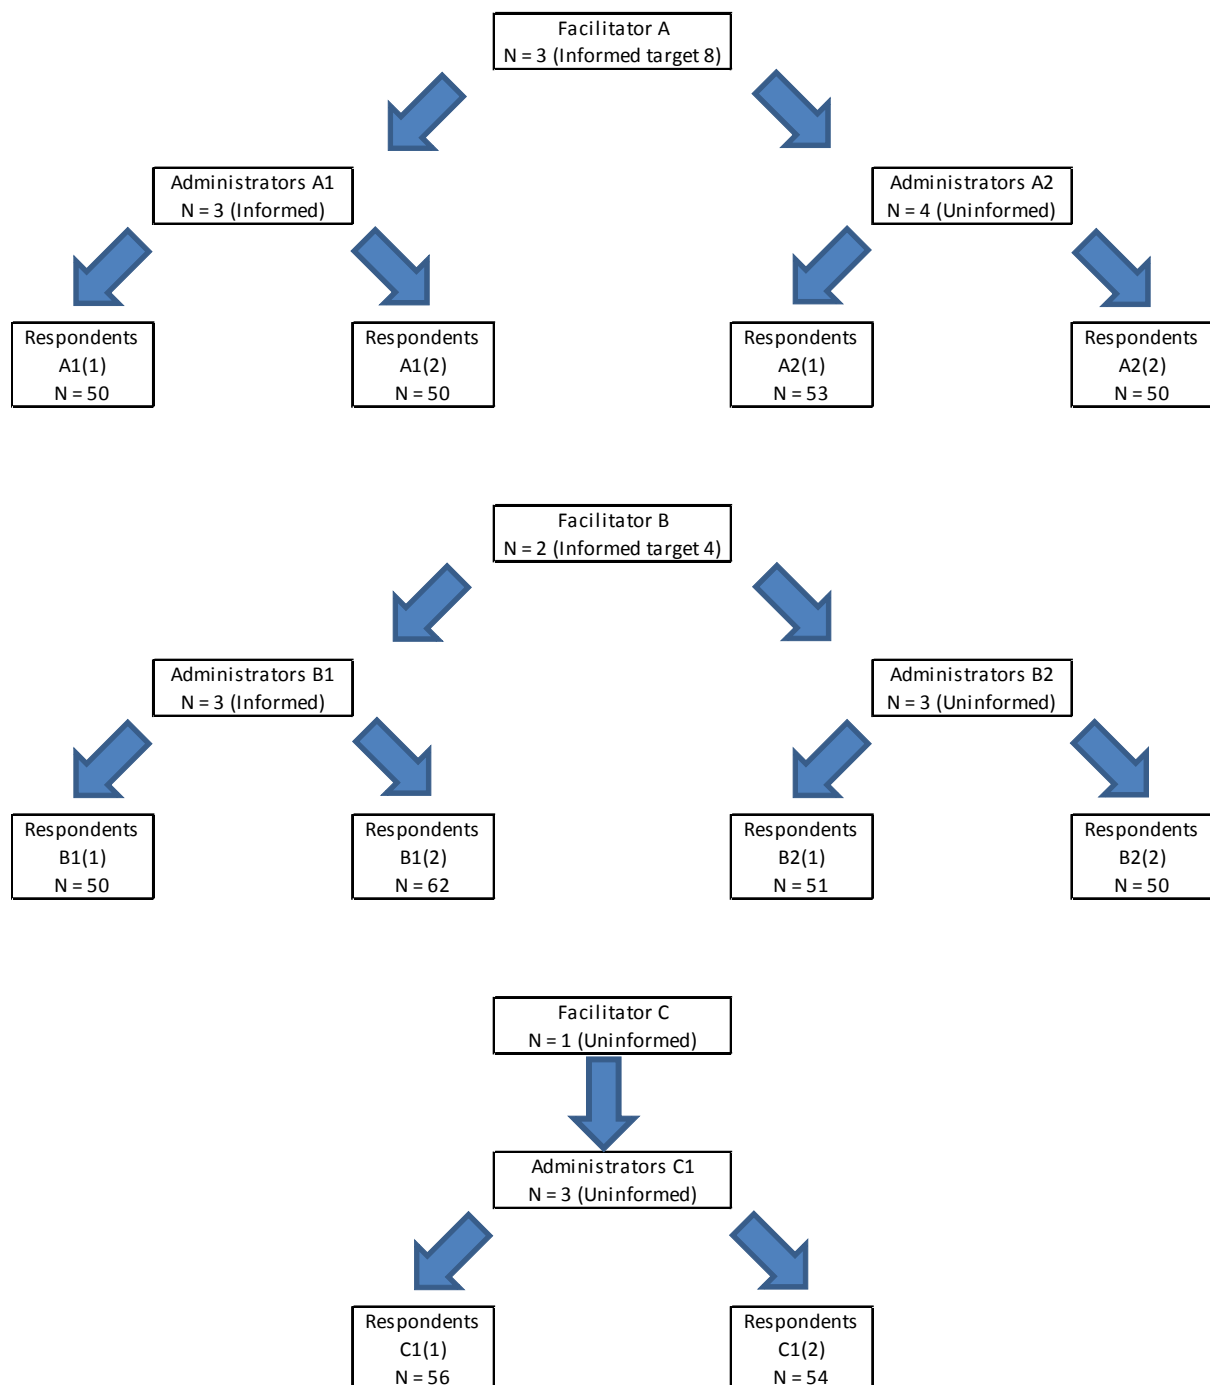 Facilitator A
N = 3 (Informed target 8)
Administrators A1
N = 3 (Informed)
Administrators A2
N = 4 (Uninformed)
Respondents
A1(1)
N = 50
Respondents
A1(2)
N = 50
Respondents
A2(1)
N = 53
Respondents
A2(2)
N = 50
Facilitator B
N = 2 (Informed target 4)
Administrators B1
N = 3 (Informed)
Administrators B2
N = 3 (Uninformed)
Respondents
B1(1)
N = 50
Respondents
B1(2)
N = 62
Respondents
B2(1)
N = 51
Respondents
B2(2)
N = 50
Facilitator C
N = 1 (Uninformed)
Administrators C1
N = 3 (Uninformed)
Respondents
C1(1)
N = 56
Respondents
C1(2)
N = 54